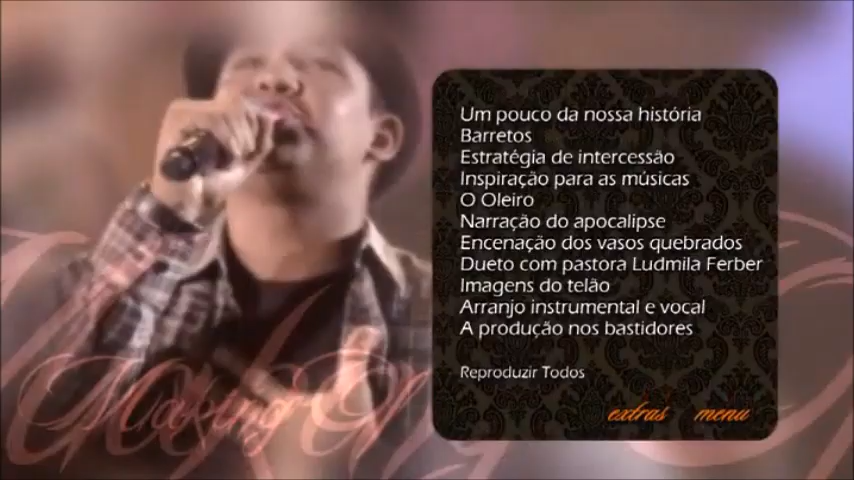 Um pouco da nossa história
Barretos
Estratégia de intercessão
Inspiração para as músicas
O Oleiro
Narração do apocalipse
Encenação dos vasos quebrados
Dueto com pastora Ludmila Ferber
Imagens do telão
Arranjo instrumental e vocal
A produção nos bastidores
Reproduzir Todos
extras menu
Making